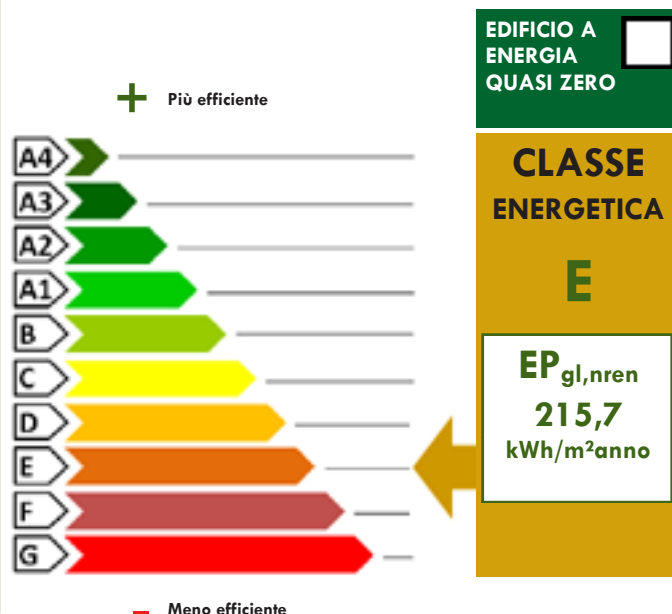 EDIFICIO A
ENERGIA
QUASI ZERO
+ Più efficiente
A4
A3
A2
A1
B
C
D
E
F
G
- Meno efficiente
CLASSE
ENERGETICA
E
EPgl,nren
215,7
kWh/m²anno